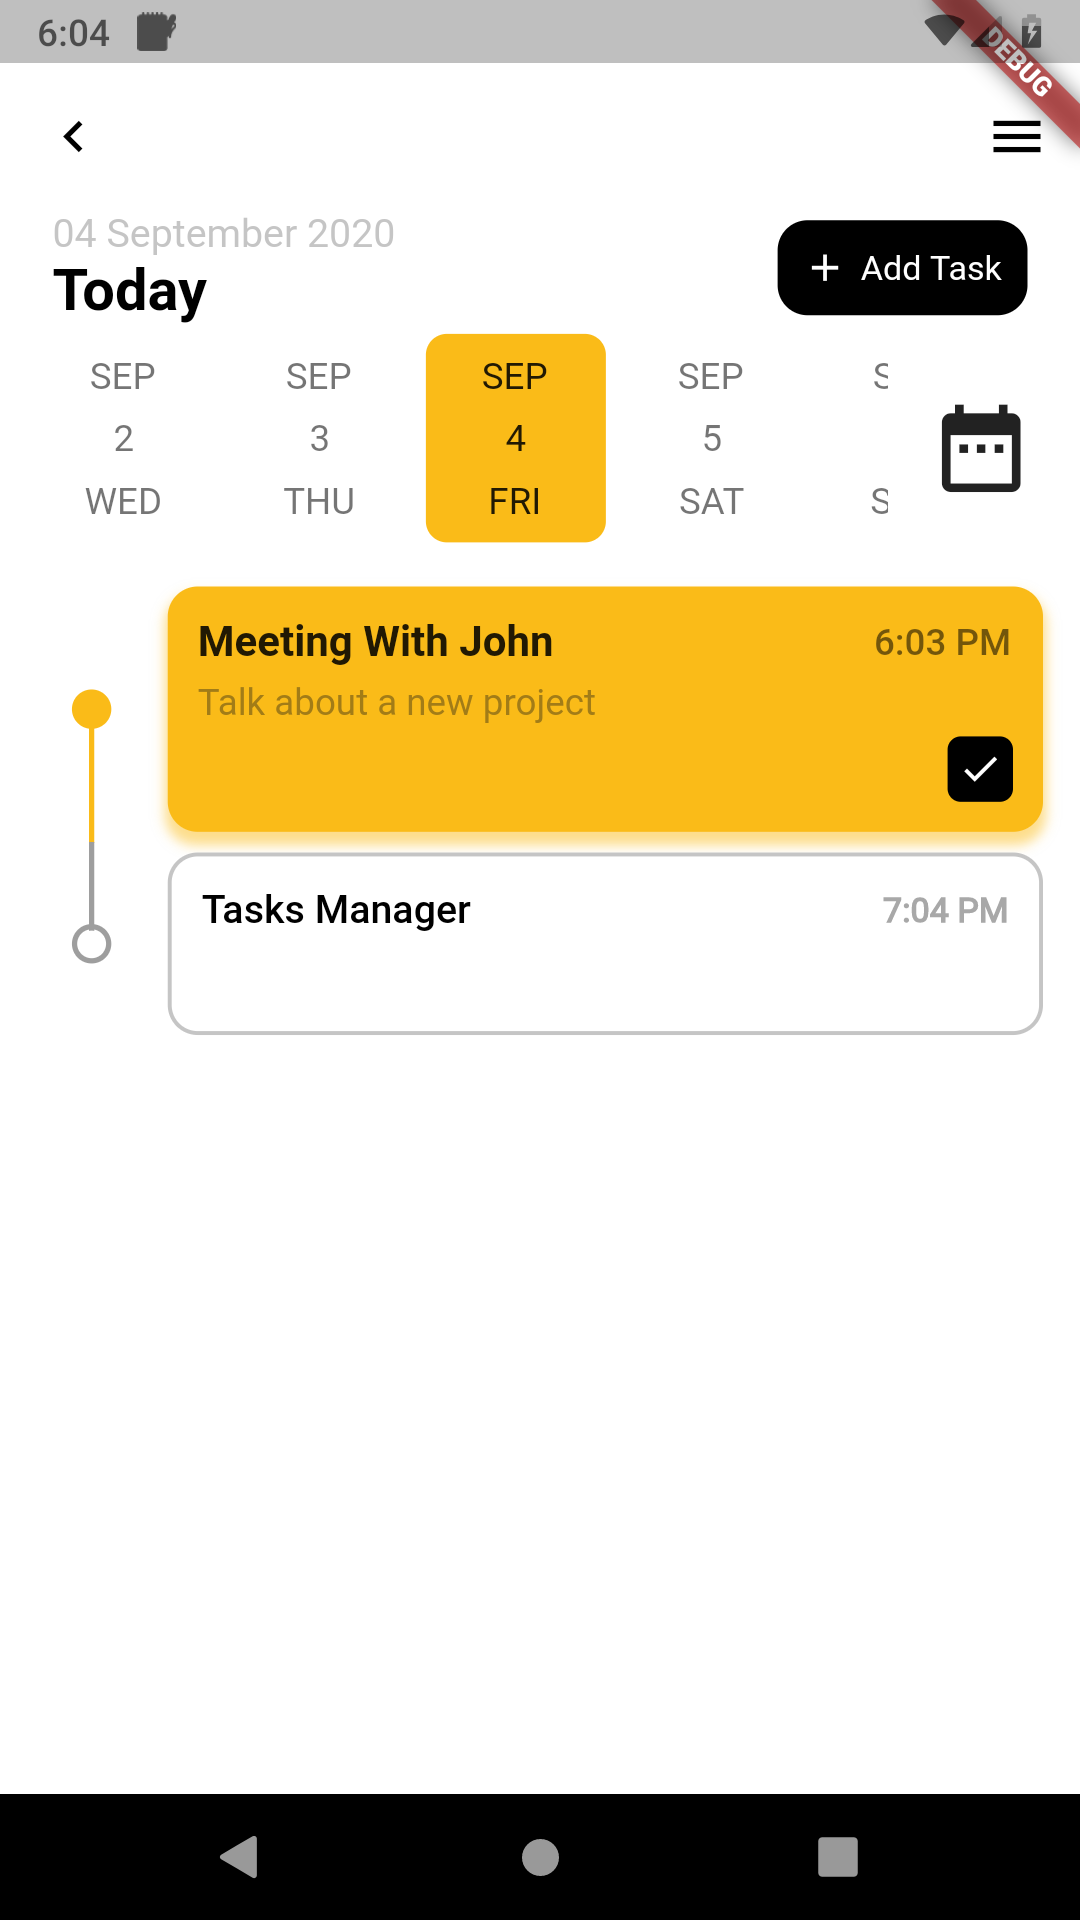 6:04
DEBUG
04 September 2020
Today
+ Add Task
SEP SEP SEP SEP S
2 3 4 5
WED THU FRI SAT S
Meeting With John 6:03 PM
Talk about a new project
Tasks Manager 7:04 PM